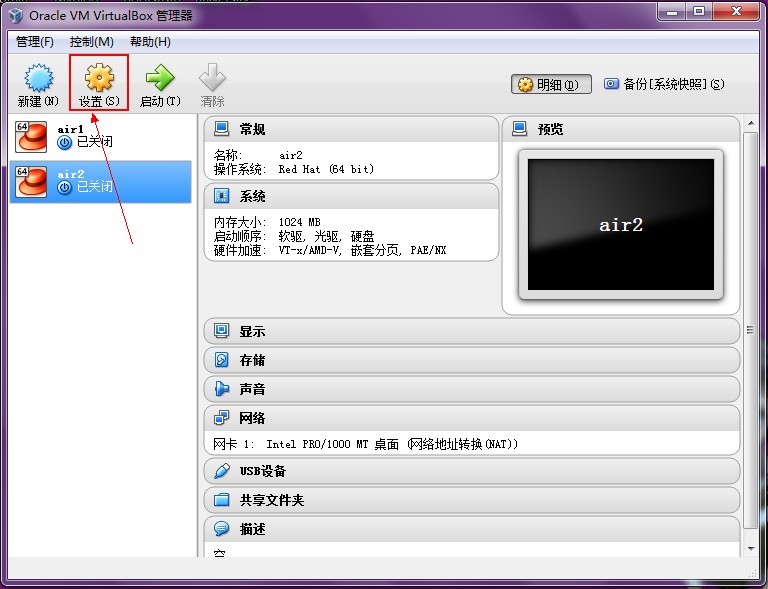 Oracle VM VirtualBox 管理器
管理(F) 控制(M) 帮助(H)
新建(N) 设置(S) 启动(T) 清除
明细(D) 备份[系统快照](S)
64 air1
已关闭
64 air2
已关闭
常规
名称: air2
操作系统: Red Hat (64 bit)
系统
内存大小: 1024 MB
启动顺序: 软驱, 光驱, 硬盘
硬件加速: VT-x/AMD-V, 嵌套分页, PAE/NX
预览
air2
显示
存储
声音
网络
网卡 1: Intel PRO/1000 MT 桌面 (网络地址转换(NAT))
USB设备
共享文件夹
描述
空